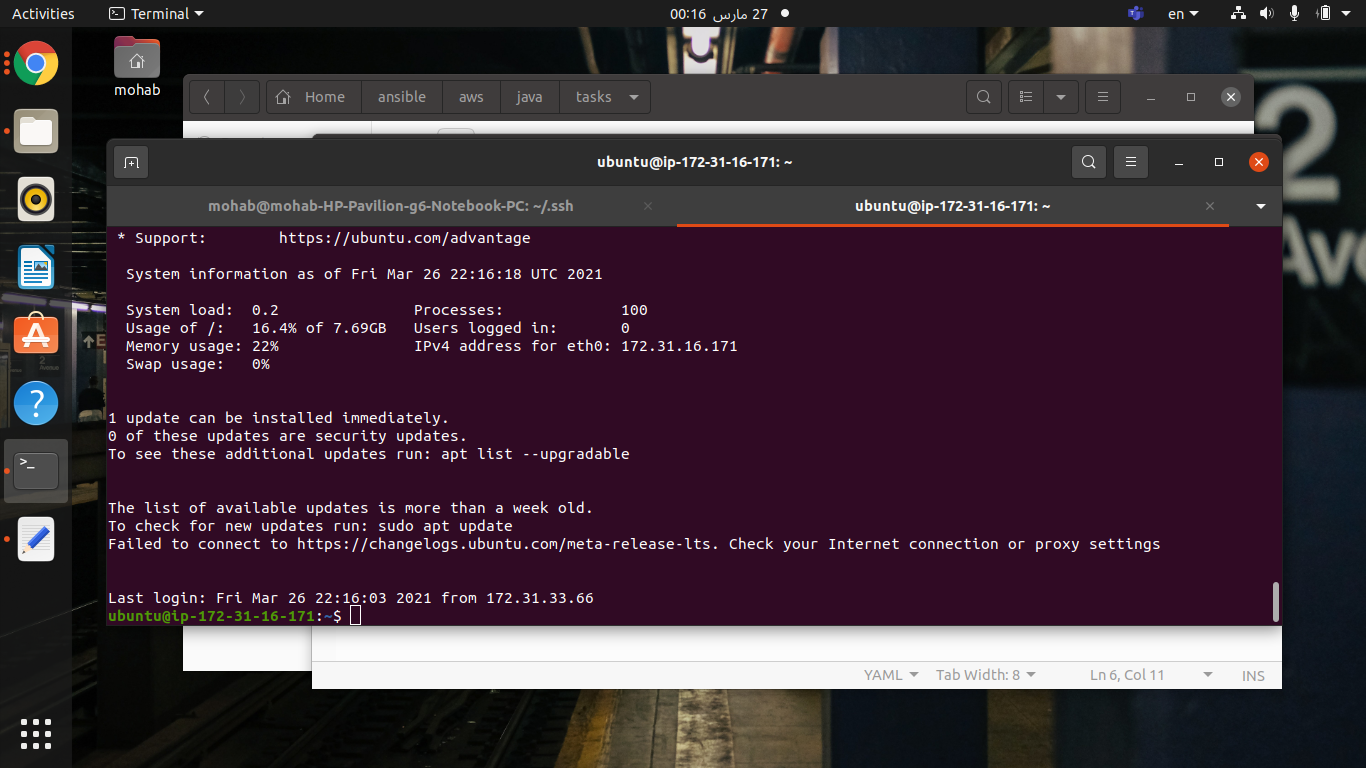 Activities
Terminal
27 مارس 00:16
en
mohab
Home
ansible
aws
java
tasks
ubuntu@ip-172-31-16-171: ~
mohab@mohab-HP-Pavilion-g6-Notebook-PC: ~/.ssh
ubuntu@ip-172-31-16-171: ~
* Support:        https://ubuntu.com/advantage
System information as of Fri Mar 26 22:16:18 UTC 2021
System load:  0.2               Processes:             100
Usage of /:   16.4% of 7.69GB   Users logged in:       0
Memory usage: 22%               IPv4 address for eth0: 172.31.16.171
Swap usage:   0%
1 update can be installed immediately.
0 of these updates are security updates.
To see these additional updates run: apt list --upgradable
The list of available updates is more than a week old.
To check for new updates run: sudo apt update
Failed to connect to https://changelogs.ubuntu.com/meta-release-lts. Check your Internet connection or proxy settings
Last login: Fri Mar 26 22:16:03 2021 from 172.31.33.66
ubuntu@ip-172-31-16-171:~$
YAML
Tab Width: 8
Ln 6, Col 11
INS
2
Ave